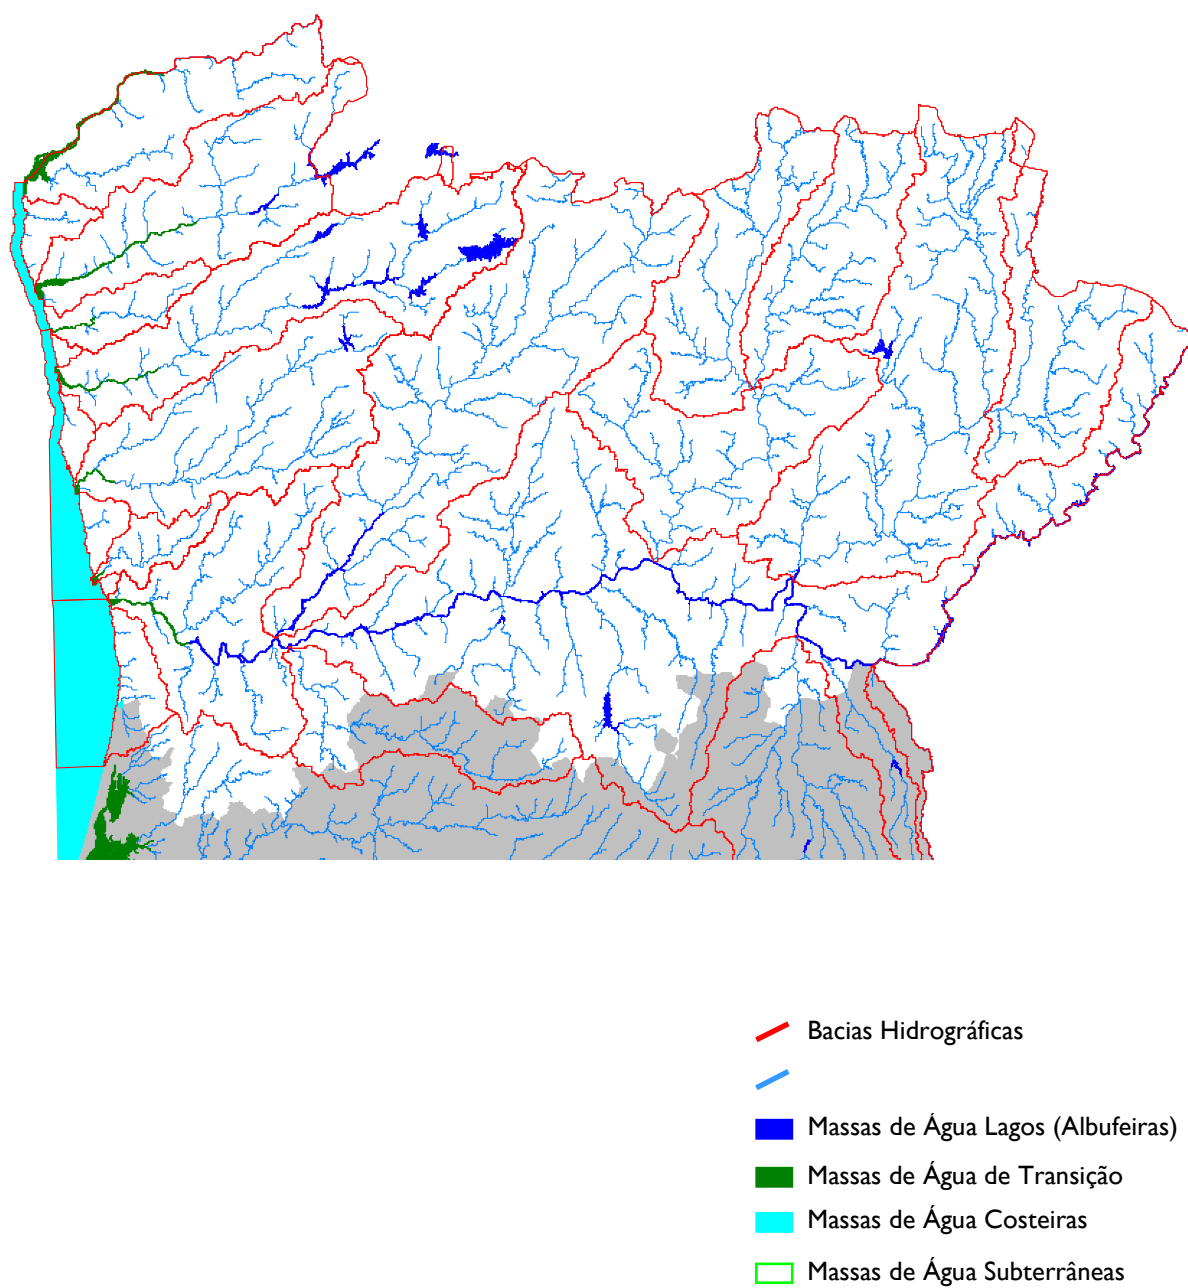 Bacias Hidrográficas
Massas de Água Lagos (Albufeiras)
Massas de Água de Transição
Massas de Água Costeiras
Massas de Água Subterrâneas